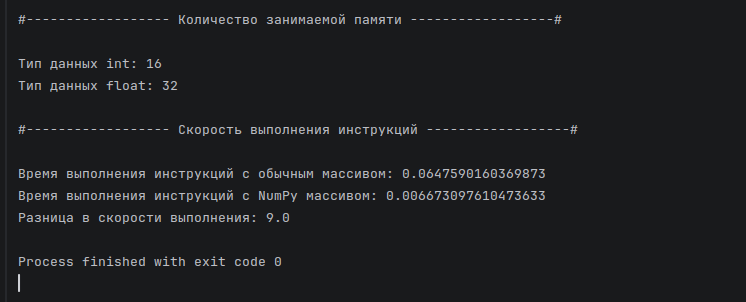 #------------------ Количество занимаемой памяти ------------------#
Тип данных int: 16
Тип данных float: 32
#------------------ Скорость выполнения инструкций ------------------#
Время выполнения инструкций с обычным массивом: 0.0647590160369873
Время выполнения инструкций с NumPy массивом: 0.006673097610473633
Разница в скорости выполнения: 9.0
Process finished with exit code 0